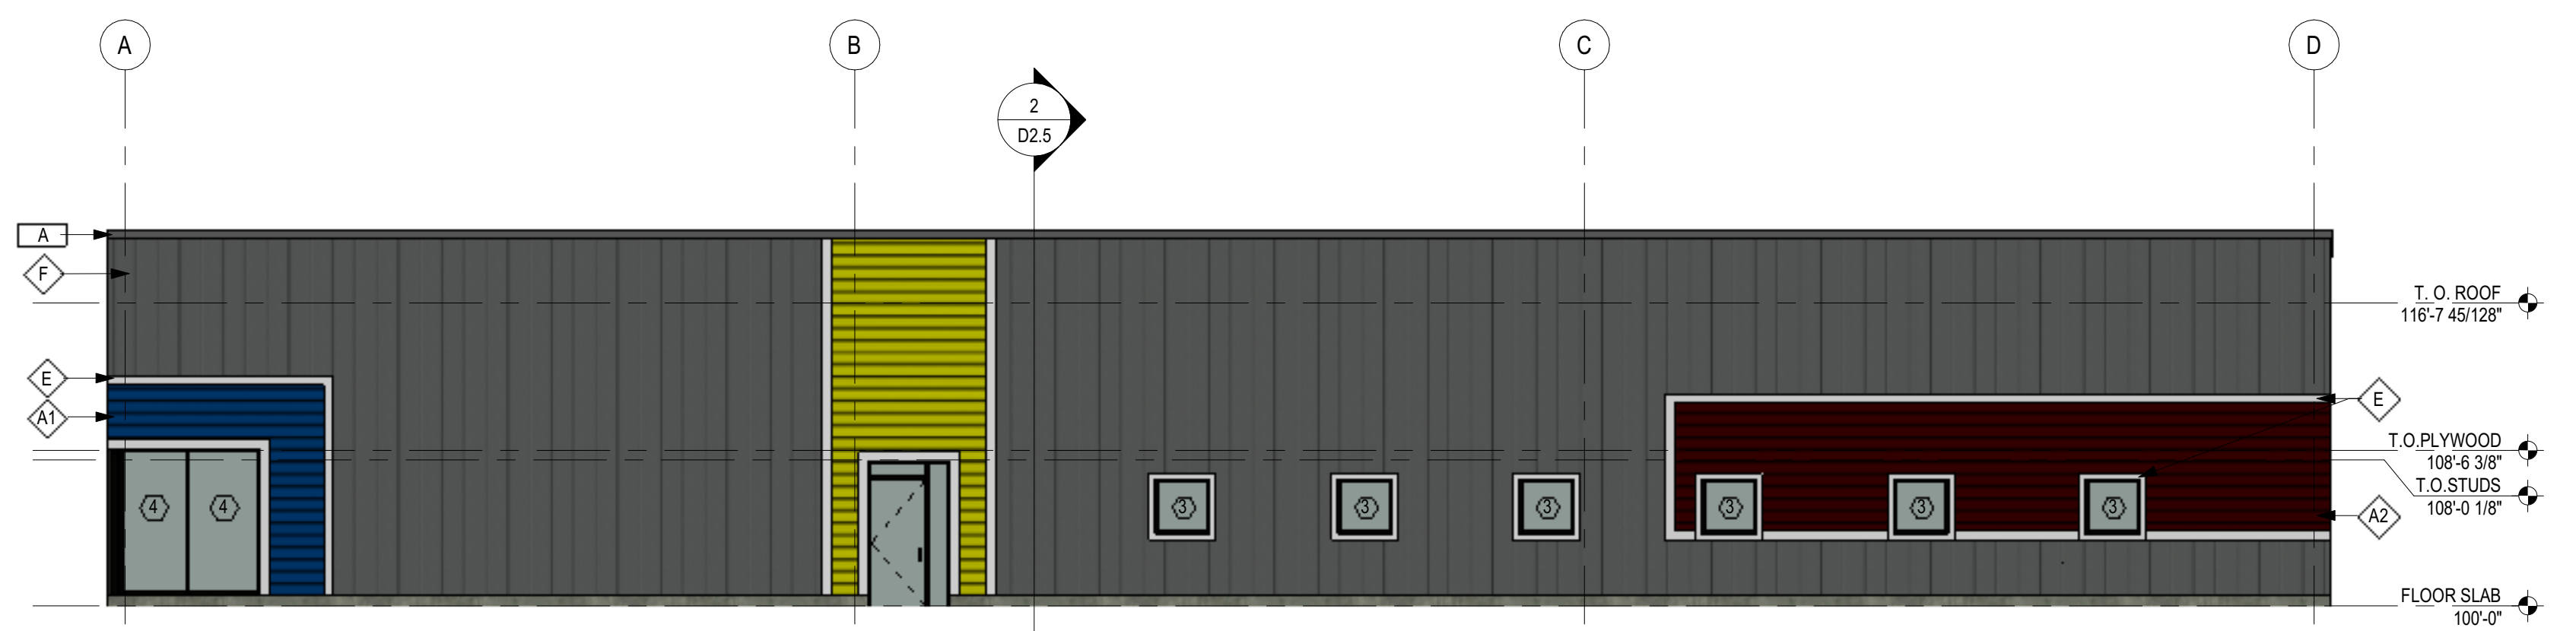 A
B
C
D
2
D2.5
A
F
T. O. ROOF
116'-7 45/128"
E
A1
E
T.O.PLYWOOD
108'-6 3/8"
T.O.STUDS
108'-0 1/8"
4
4
3
3
3
3
3
3
A2
FLOOR SLAB
100'-0"